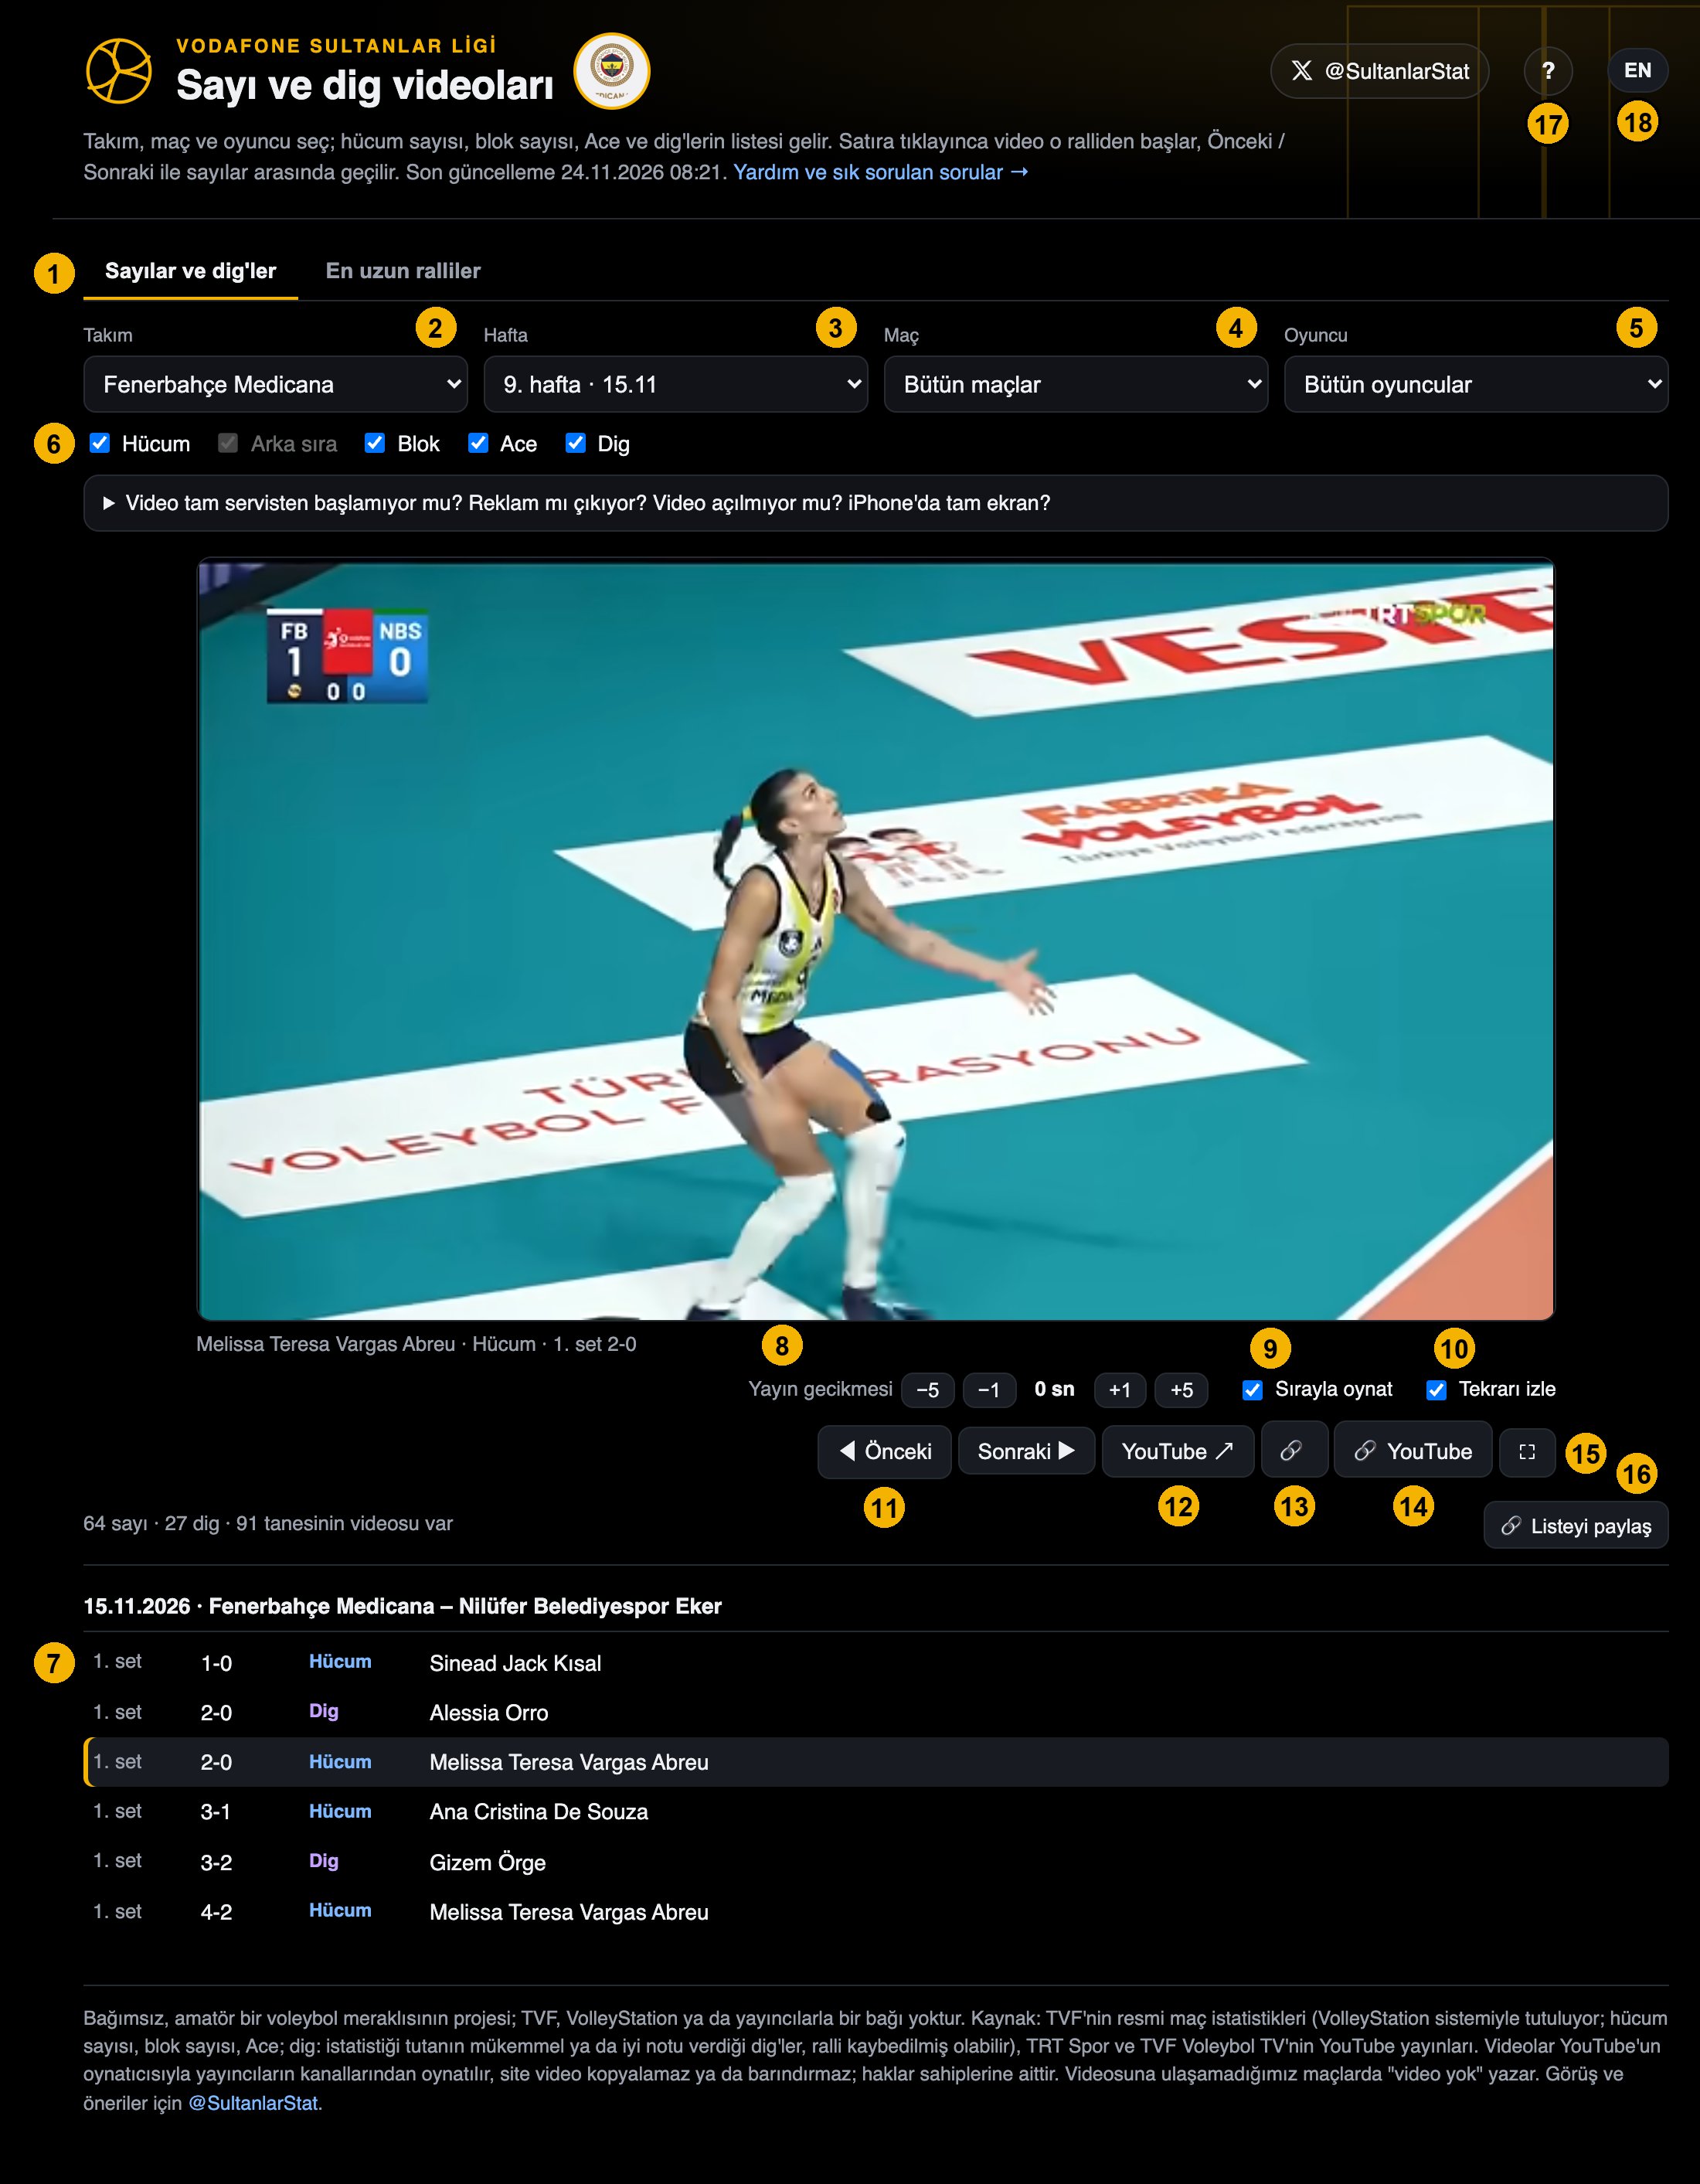 VODAFONE SULTANLAR LİGİ
Sayı ve dig videoları
@SultanlarStat
?
EN
17
18
Takım, maç ve oyuncu seç; hücum sayısı, blok sayısı, Ace ve dig'lerin listesi gelir. Satıra tıklayınca video o ralliden başlar, Önceki /
Sonraki ile sayılar arasında geçilir. Son güncelleme 24.11.2026 08:21. Yardım ve sık sorulan sorular →
1
Sayılar ve dig'ler
En uzun ralliler
Takım
2
Hafta
3
Maç
4
Oyuncu
5
Fenerbahçe Medicana
9. hafta · 15.11
Bütün maçlar
Bütün oyuncular
6
Hücum
Arka sıra
Blok
Ace
Dig
▶ Video tam servisten başlamıyor mu? Reklam mı çıkıyor? Video açılmıyor mu? iPhone'da tam ekran?
FB
NBS
1
0
0 0
TRTSPOR
FABRİKA
VOLEYBOL
Türkiye Voleybol Federasyonu
VOLEYBOL
Melissa Teresa Vargas Abreu · Hücum · 1. set 2-0
8
9
10
Yayın gecikmesi
−5
−1
0 sn
+1
+5
Sırayla oynat
Tekrarı izle
◀ Önceki
Sonraki ▶
YouTube ↗
YouTube
15
16
11
12
13
14
64 sayı · 27 dig · 91 tanesinin videosu var
Listeyi paylaş
15.11.2026 · Fenerbahçe Medicana – Nilüfer Belediyespor Eker
7
1. set 1-0 Hücum Sinead Jack Kısal
1. set 2-0 Dig Alessia Orro
1. set 2-0 Hücum Melissa Teresa Vargas Abreu
1. set 3-1 Hücum Ana Cristina De Souza
1. set 3-2 Dig Gizem Örge
1. set 4-2 Hücum Melissa Teresa Vargas Abreu
Bağımsız, amatör bir voleybol meraklısının projesi; TVF, VolleyStation ya da yayıncılarla bir bağı yoktur. Kaynak: TVF'nin resmi maç istatistikleri (VolleyStation sistemiyle tutuluyor; hücum
sayısı, blok sayısı, Ace; dig: istatistiği tutanın mükemmel ya da iyi notu verdiği dig'ler, ralli kaybedilmiş olabilir), TRT Spor ve TVF Voleybol TV'nin YouTube yayınları. Videolar YouTube'un
oynatıcısıyla yayıncıların kanallarından oynatılır, site video kopyalamaz ya da barındırmaz; haklar sahiplerine aittir. Videosuna ulaşamadığımız maçlarda "video yok" yazar. Görüş ve
öneriler için @SultanlarStat.